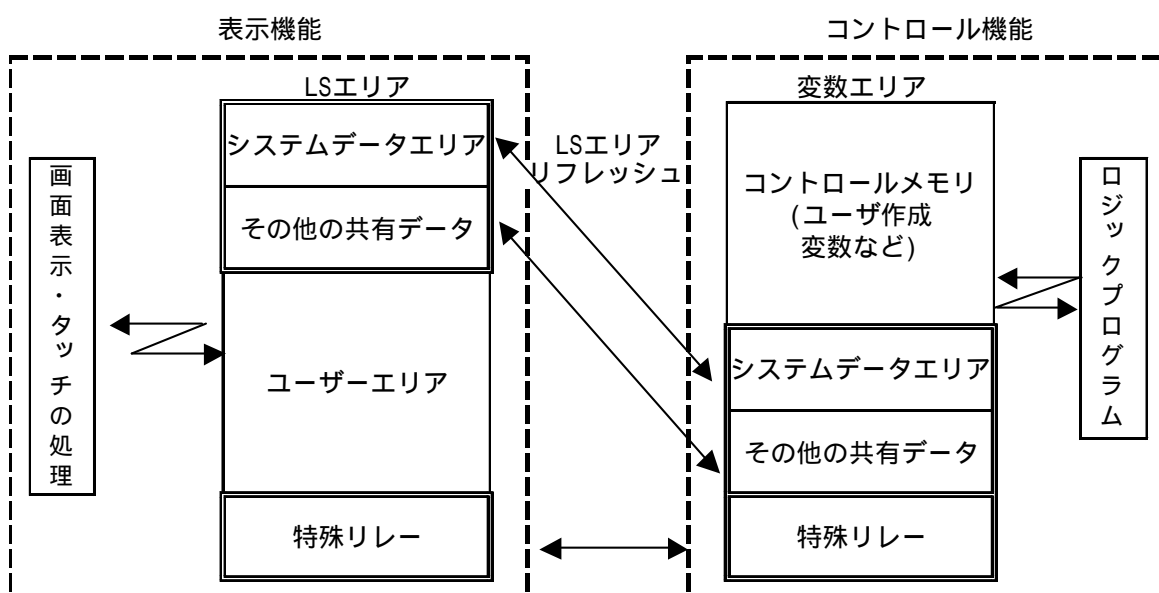 表示機能
コントロール機能
LSエリア
変数エリア
システムデータエリア
その他の共有データ
ユーザーエリア
特殊リレー
画面表示・タッチの処理
LSエリア
リフレッシュ
コントロールメモリ
(ユーザ作成
変数など)
システムデータエリア
その他の共有データ
特殊リレー
ロジックプログラム